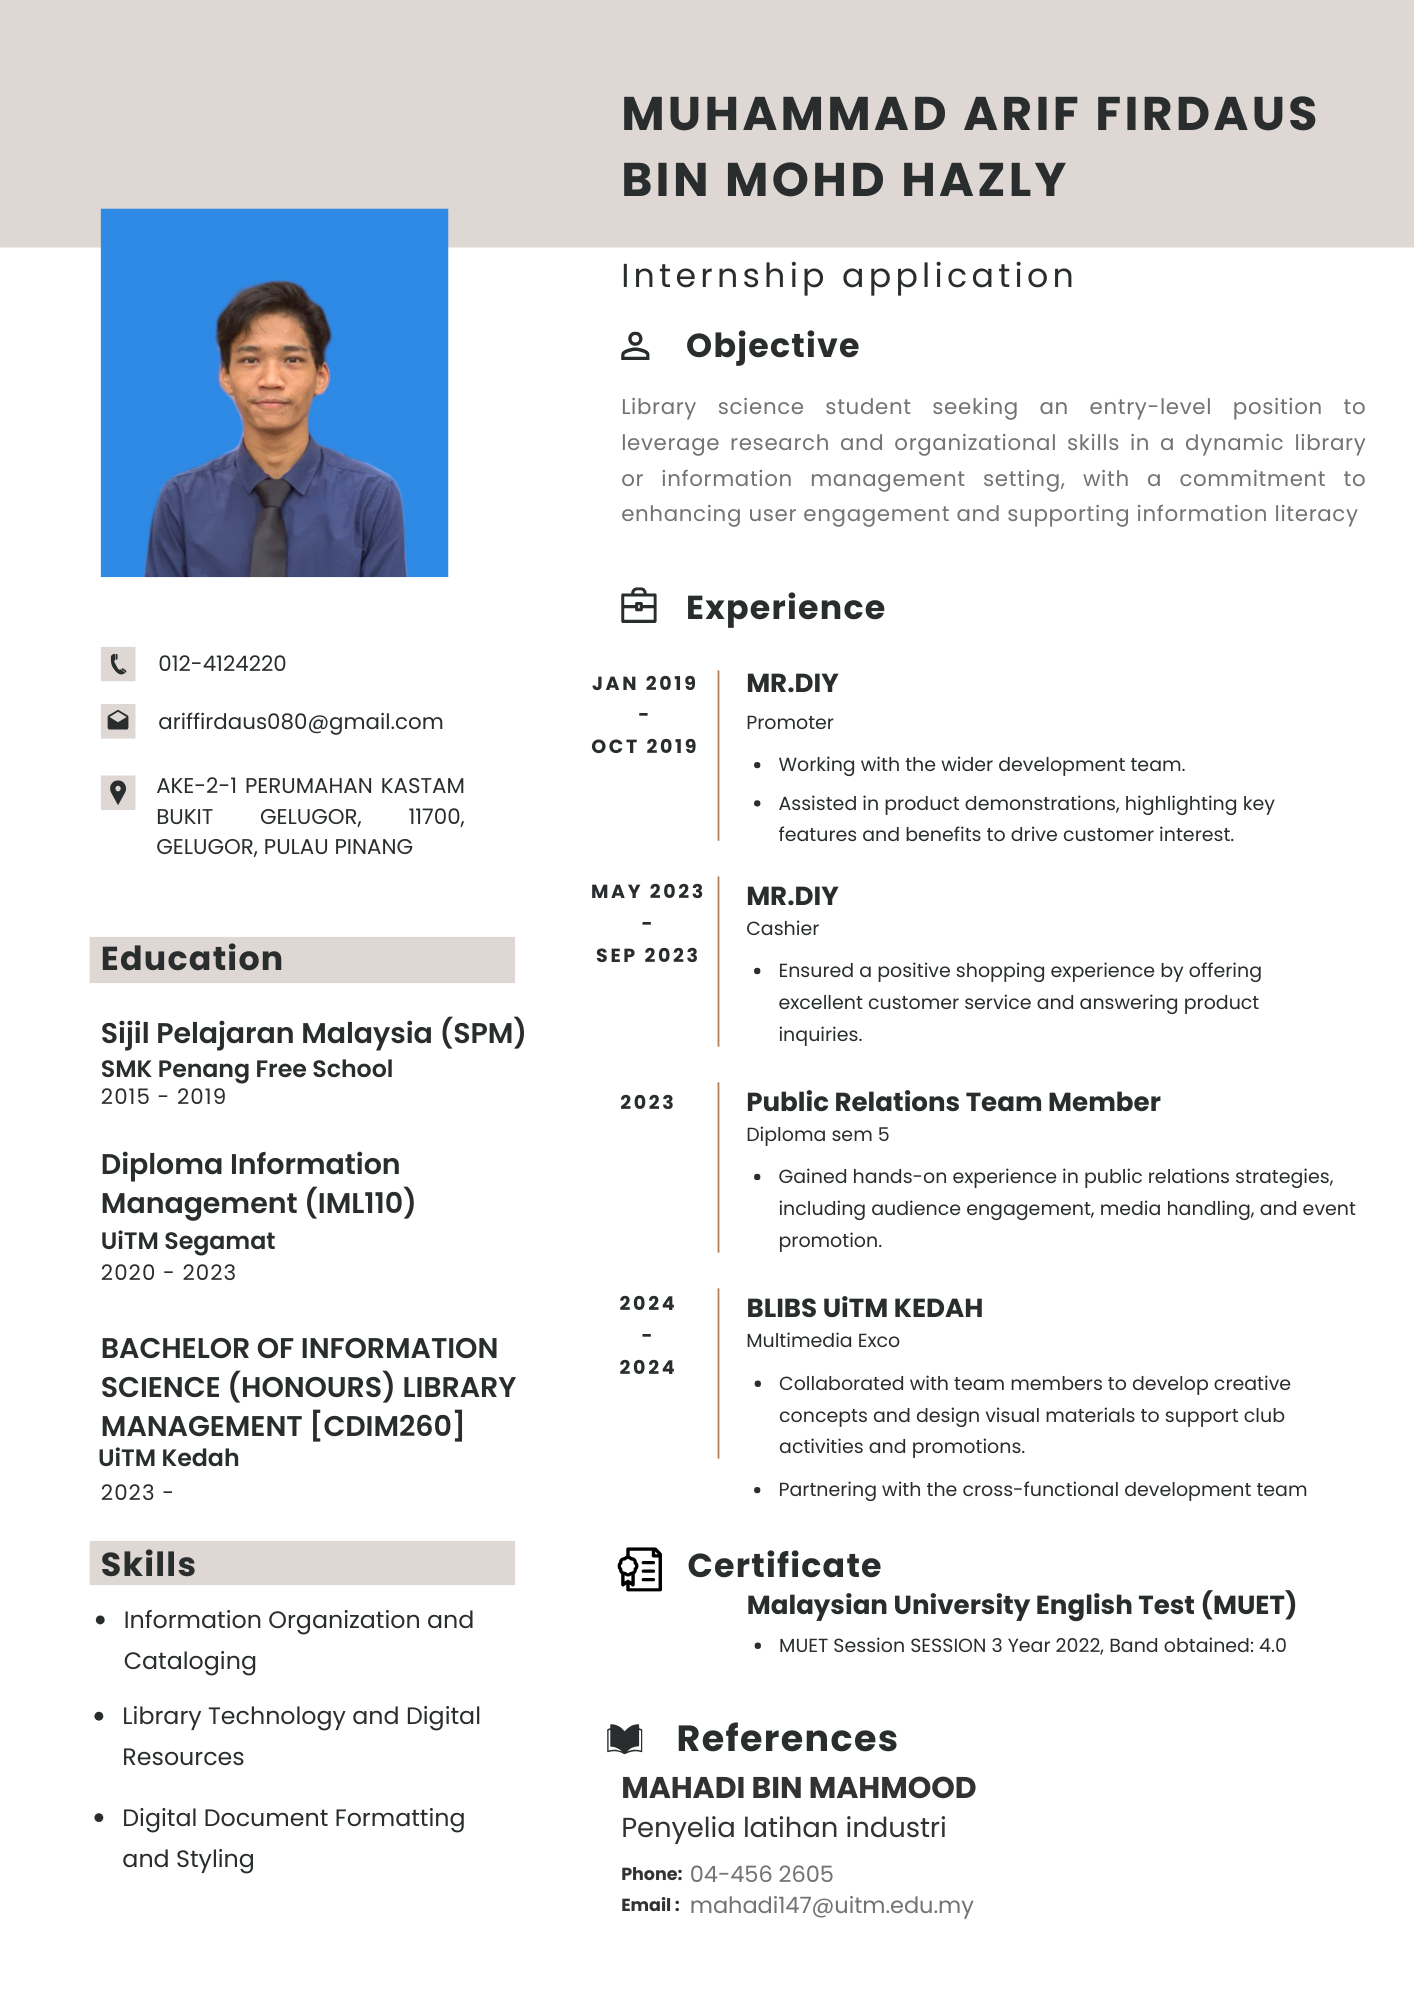 MUHAMMAD ARIF FIRDAUS
BIN MOHD HAZLY
Internship application
012-4124220
ariffirdaus080@gmail.com
AKE-2-1 PERUMAHAN KASTAM
BUKIT GELUGOR, 11700,
GELUGOR, PULAU PINANG
Education
Sijil Pelajaran Malaysia (SPM)
SMK Penang Free School
2015 - 2019
Diploma Information
Management (IML110)
UiTM Segamat
2020 - 2023
BACHELOR OF INFORMATION
SCIENCE (HONOURS) LIBRARY
MANAGEMENT [CDIM260]
UiTM Kedah
2023 -
Skills
• Information Organization and
Cataloging
• Library Technology and Digital
Resources
• Digital Document Formatting
and Styling
Objective
Library science student seeking an entry-level position to
leverage research and organizational skills in a dynamic library
or information management setting, with a commitment to
enhancing user engagement and supporting information literacy
Experience
JAN 2019
-
OCT 2019
MR.DIY
Promoter
• Working with the wider development team.
• Assisted in product demonstrations, highlighting key
features and benefits to drive customer interest.
MAY 2023
-
SEP 2023
MR.DIY
Cashier
• Ensured a positive shopping experience by offering
excellent customer service and answering product
inquiries.
2023
Public Relations Team Member
Diploma sem 5
• Gained hands-on experience in public relations strategies,
including audience engagement, media handling, and event
promotion.
2024
-
2024
BLIBS UiTM KEDAH
Multimedia Exco
• Collaborated with team members to develop creative
concepts and design visual materials to support club
activities and promotions.
• Partnering with the cross-functional development team
Certificate
Malaysian University English Test (MUET)
• MUET Session SESSION 3 Year 2022, Band obtained: 4.0
References
MAHADI BIN MAHMOOD
Penyelia latihan industri
Phone: 04-456 2605
Email : mahadi147@uitm.edu.my